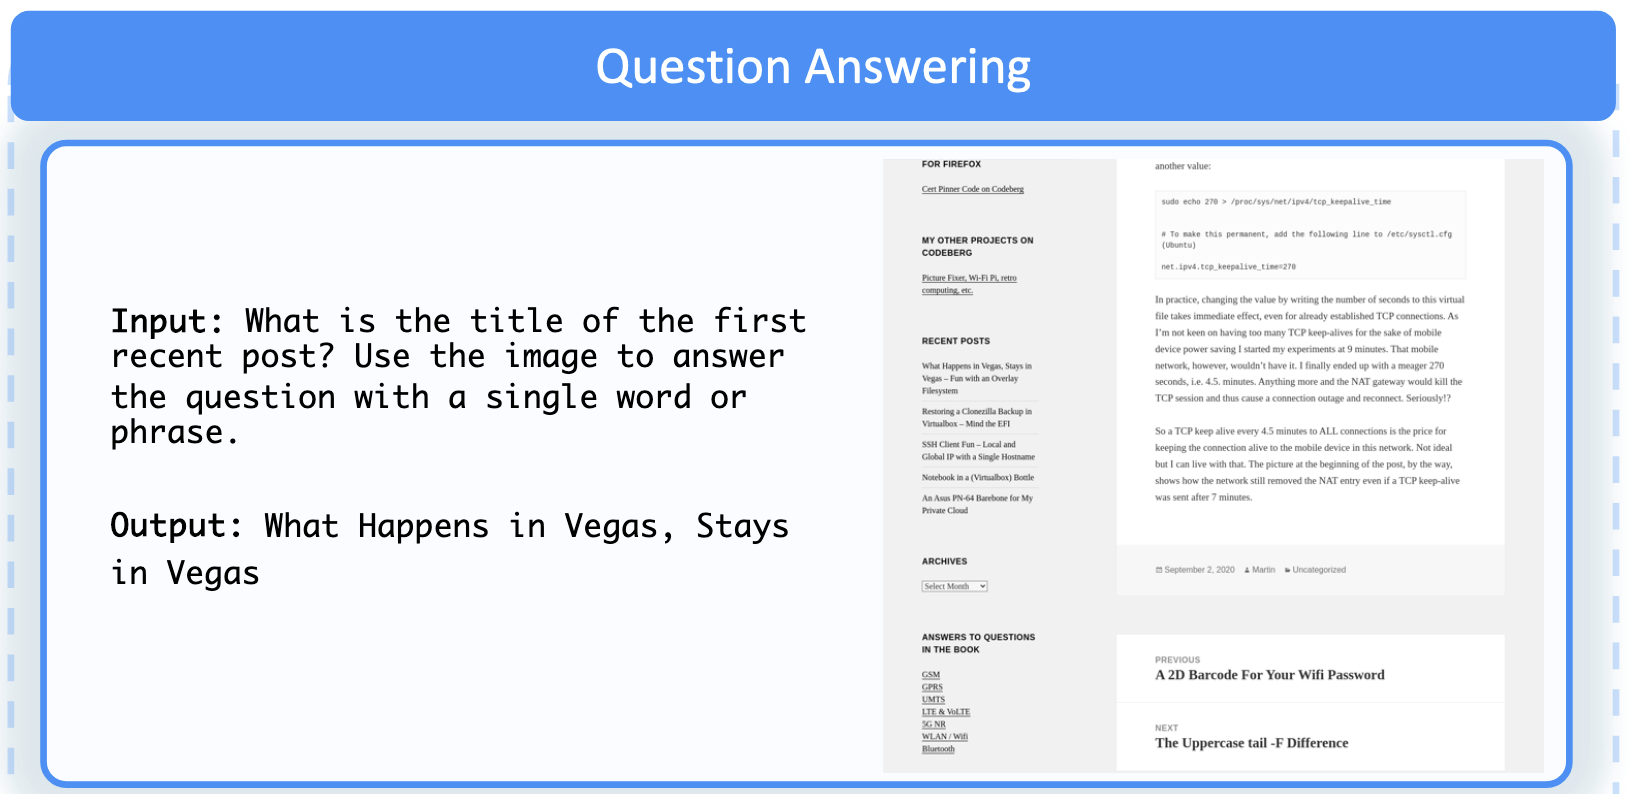 Question Answering
Input: What is the title of the first
recent post? Use the image to answer
the question with a single word or
phrase.
Output: What Happens in Vegas, Stays
in Vegas
FOR FIREFOX
Cert Pinner Code on Codeberg
MY OTHER PROJECTS ON
CODEBERG
Picture Fixer, Wi-Fi Pi, retro
computing, etc.
RECENT POSTS
What Happens in Vegas, Stays in
Vegas – Fun with an Overlay
Filesystem
Restoring a Clonezilla Backup in
Virtualbox – Mind the EFI
SSH Client Fun – Local and
Global IP with a Single Hostname
Notebook in a (Virtualbox) Bottle
An Asus PN-64 Barebone for My
Private Cloud
ARCHIVES
Select Month
ANSWERS TO QUESTIONS
IN THE BOOK
GSM
GPRS
UMTS
LTE & VoLTE
5G NR
WLAN / Wifi
Bluetooth
another value:
sudo echo 270 > /proc/sys/net/ipv4/tcp_keepalive_time
# To make this permanent, add the following line to /etc/sysctl.cfg
(Ubuntu)
net.ipv4.tcp_keepalive_time=270
In practice, changing the value by writing the number of seconds to this virtual
file takes immediate effect, even for already established TCP connections. As
I'm not keen on having too many TCP keep-alives for the sake of mobile
device power saving I started my experiments at 9 minutes. That mobile
network, however, wouldn't have it. I finally ended up with a meager 270
seconds, i.e. 4.5. minutes. Anything more and the NAT gateway would kill the
TCP session and thus cause a connection outage and reconnect. Seriously!?
So a TCP keep alive every 4.5 minutes to ALL connections is the price for
keeping the connection alive to the mobile device in this network. Not ideal
but I can live with that. The picture at the beginning of the post, by the way,
shows how the network still removed the NAT entry even if a TCP keep-alive
was sent after 7 minutes.
September 2, 2020 Martin Uncategorized
PREVIOUS
A 2D Barcode For Your Wifi Password
NEXT
The Uppercase tail -F Difference